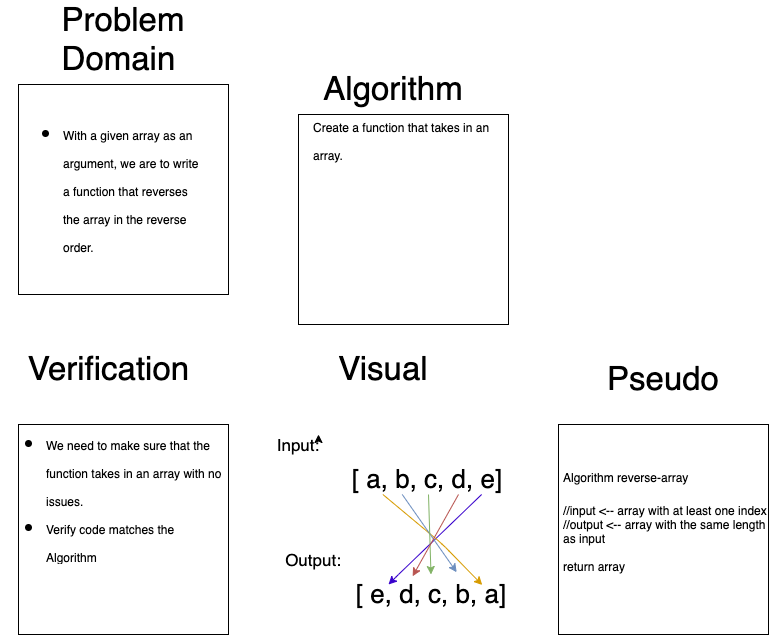 Problem
Domain
• With a given array as an
argument, we are to write
a function that reverses
the array in the reverse
order.
Algorithm
Create a function that takes in an
array.
Verification
• We need to make sure that the
function takes in an array with no
issues.
• Verify code matches the
Algorithm
Visual
Input:
[ a, b, c, d, e]
Output:
[ e, d, c, b, a]
Pseudo
Algorithm reverse-array
//input <-- array with at least one index
//output <-- array with the same length
as input
return array